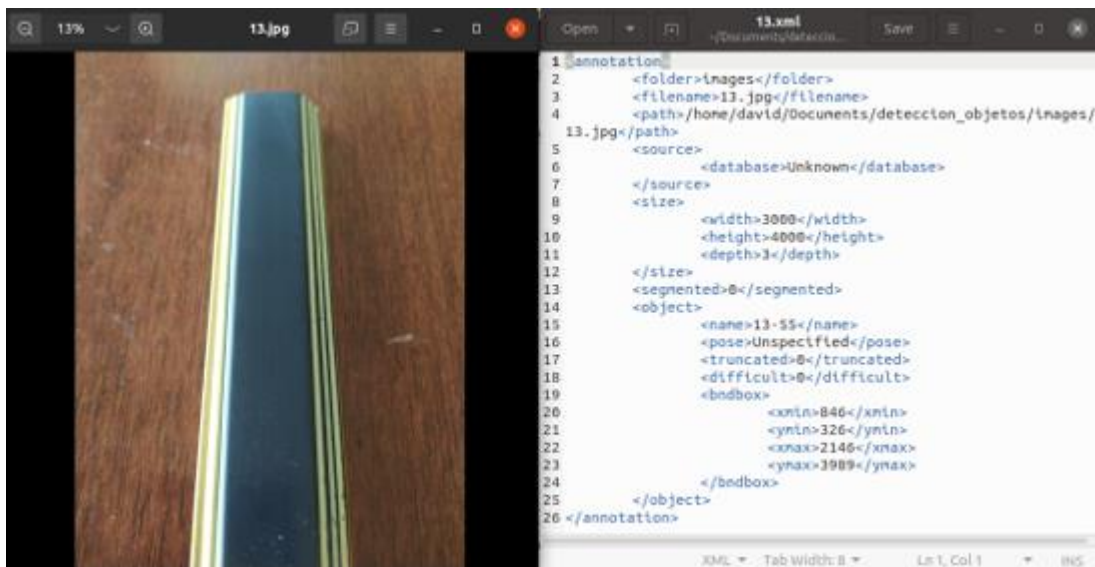 13%
13.jpg
Open
13.xml
~/Documents/deteccio...
Save
1 <annotation>
2 <folder>images</folder>
3 <filename>13.jpg</filename>
4 <path>/home/david/Documents/deteccion_objetos/images/
13.jpg</path>
5 <source>
6 <database>Unknown</database>
7 </source>
8 <size>
9 <width>3000</width>
10 <height>4000</height>
11 <depth>3</depth>
12 </size>
13 <segmented>0</segmented>
14 <object>
15 <name>13-55</name>
16 <pose>Unspecified</pose>
17 <truncated>0</truncated>
18 <difficult>0</difficult>
19 <bndbox>
20 <xmin>846</xmin>
21 <ymin>326</ymin>
22 <xmax>2146</xmax>
23 <ymax>3989</ymax>
24 </bndbox>
25 </object>
26 </annotation>
XML Tab Width: 8 Ln 1, Col 1 INS